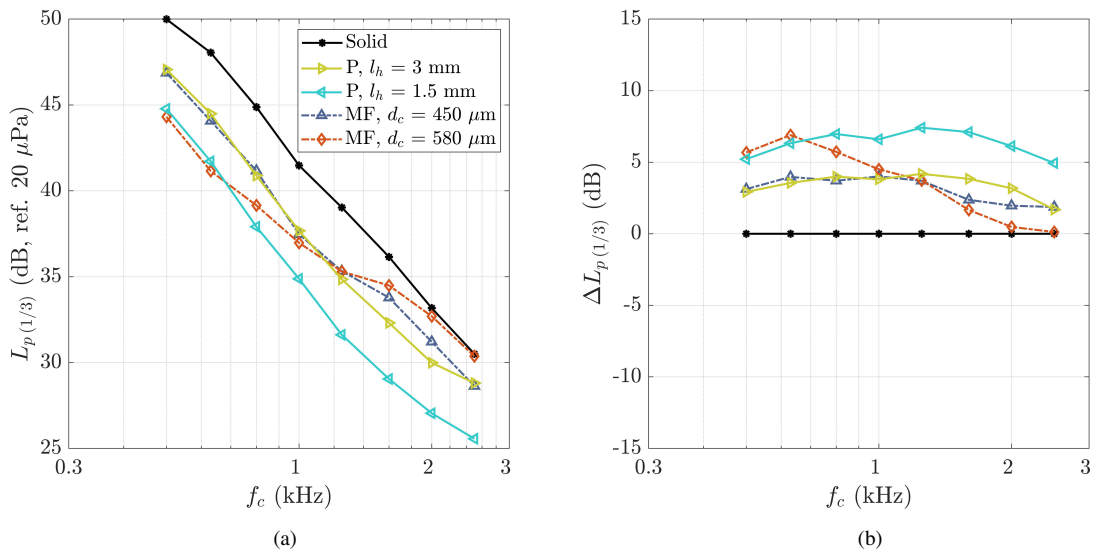 50
45
40
35
30
25
0.3
1
2
3
L_{p (1/3)} (dB, ref. 20 μPa)
f_c (kHz)
Solid
P, l_h = 3 mm
P, l_h = 1.5 mm
MF, d_c = 450 μm
MF, d_c = 580 μm
(a)
15
10
5
0
-5
-10
-15
0.3
1
2
3
ΔL_{p (1/3)} (dB)
f_c (kHz)
(b)